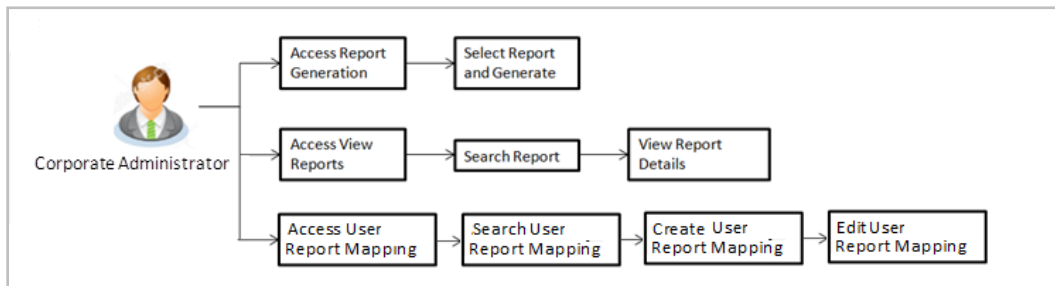 Corporate Administrator
Access Report
Generation
Select Report
and Generate
Access View
Reports
Search Report
View Report
Details
Access User
Report Mapping
Search User
Report Mapping
Create User
Report Mapping
Edit User
Report Mapping